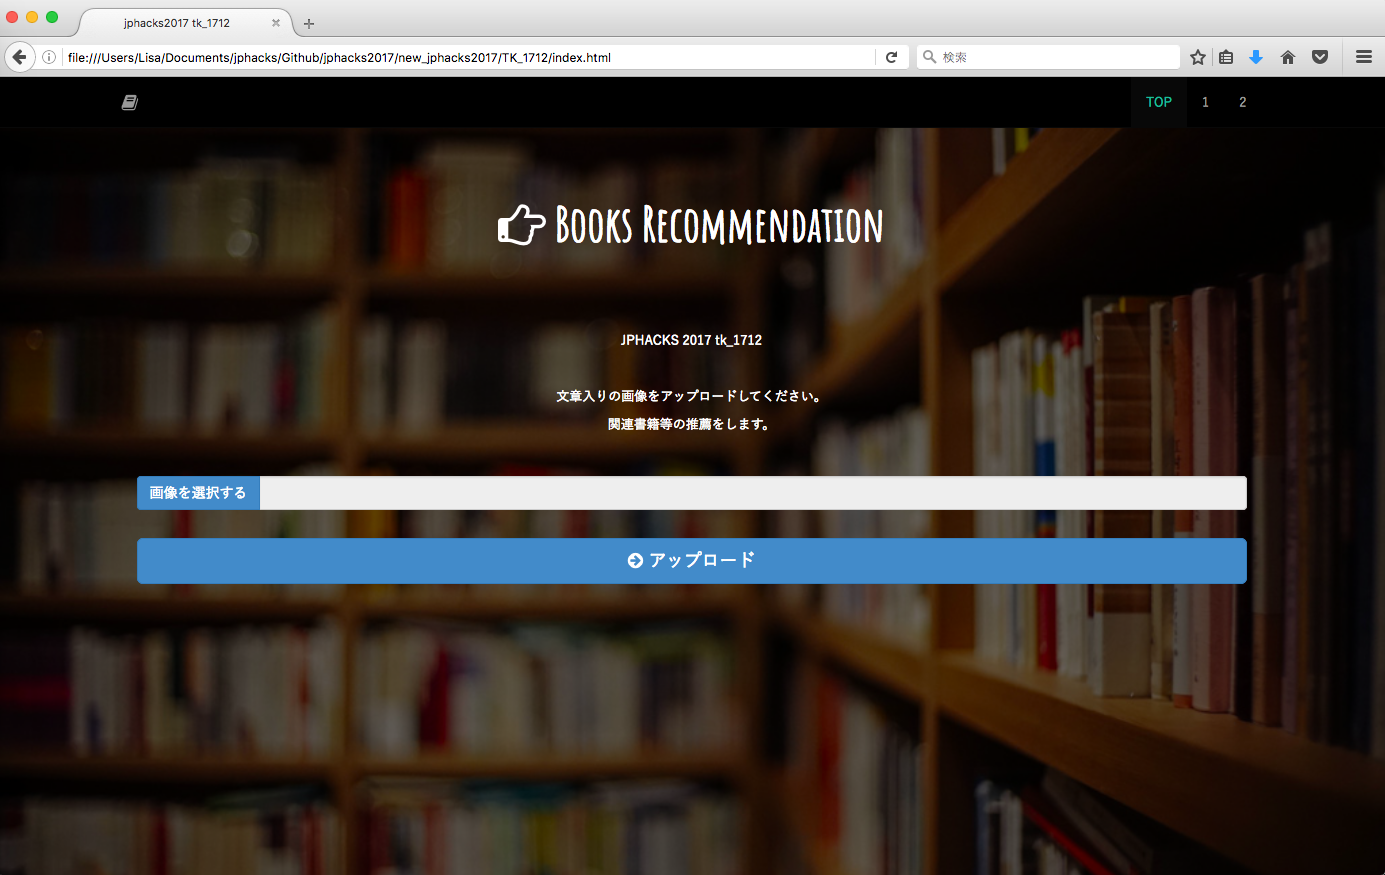 jphacks2017 tk_1712
file:///Users/Lisa/Documents/jphacks/Github/jphacks2017/new_jphacks2017/TK_1712/index.html
検索
TOP 1 2
Books Recommendation
JPHACKS 2017 tk_1712
文章入りの画像をアップロードしてください。
関連書籍等の推薦をします。
画像を選択する
アップロード